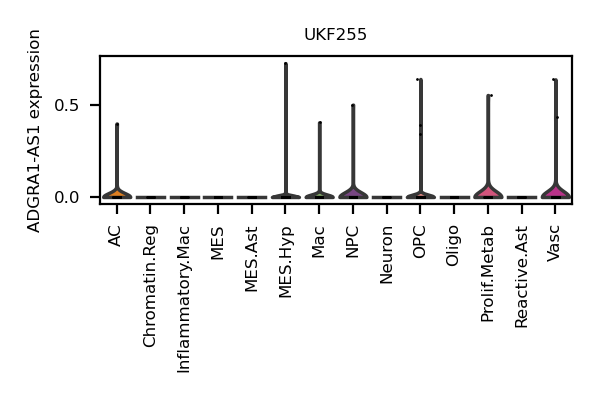 UKF255
ADGRA1-AS1 expression
0.5
0.0
AC
Chromatin.Reg
Inflammatory.Mac
MES
MES.Ast
MES.Hyp
Mac
NPC
Neuron
OPC
Oligo
Prolif.Metab
Reactive.Ast
Vasc